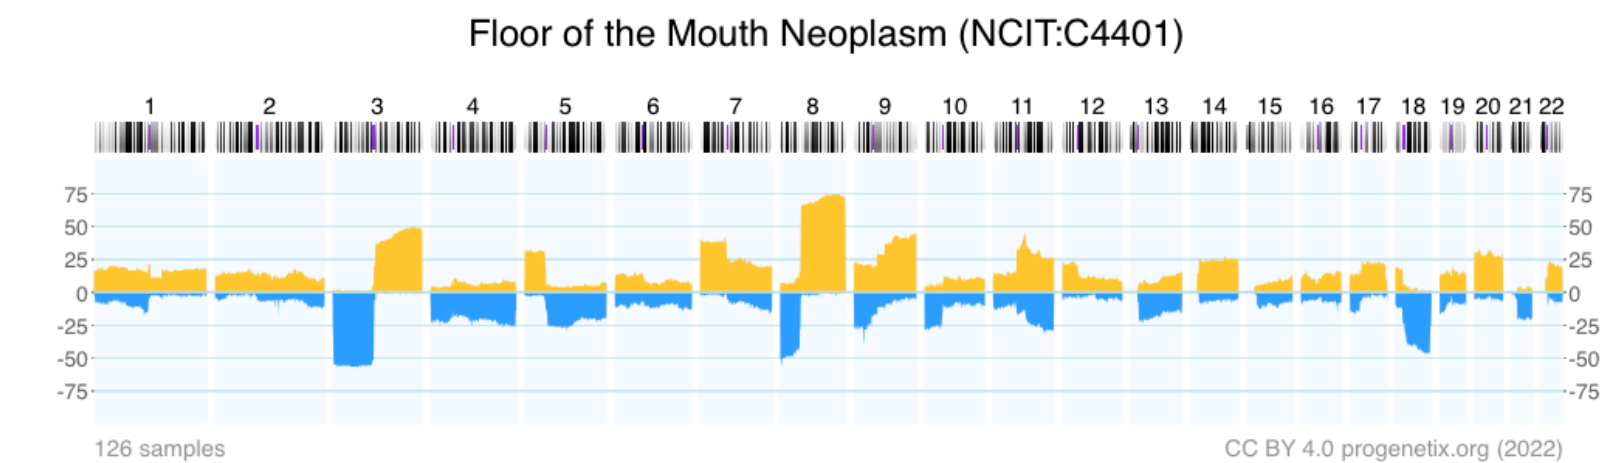 Floor of the Mouth Neoplasm (NCIT:C4401)
1 2 3 4 5 6 7 8 9 10 11 12 13 14 15 16 17 18 19 20 21 22
75 75
50 50
25 25
0 0
-25 -25
-50 -50
-75 -75
126 samples CC BY 4.0 progenetix.org (2022)